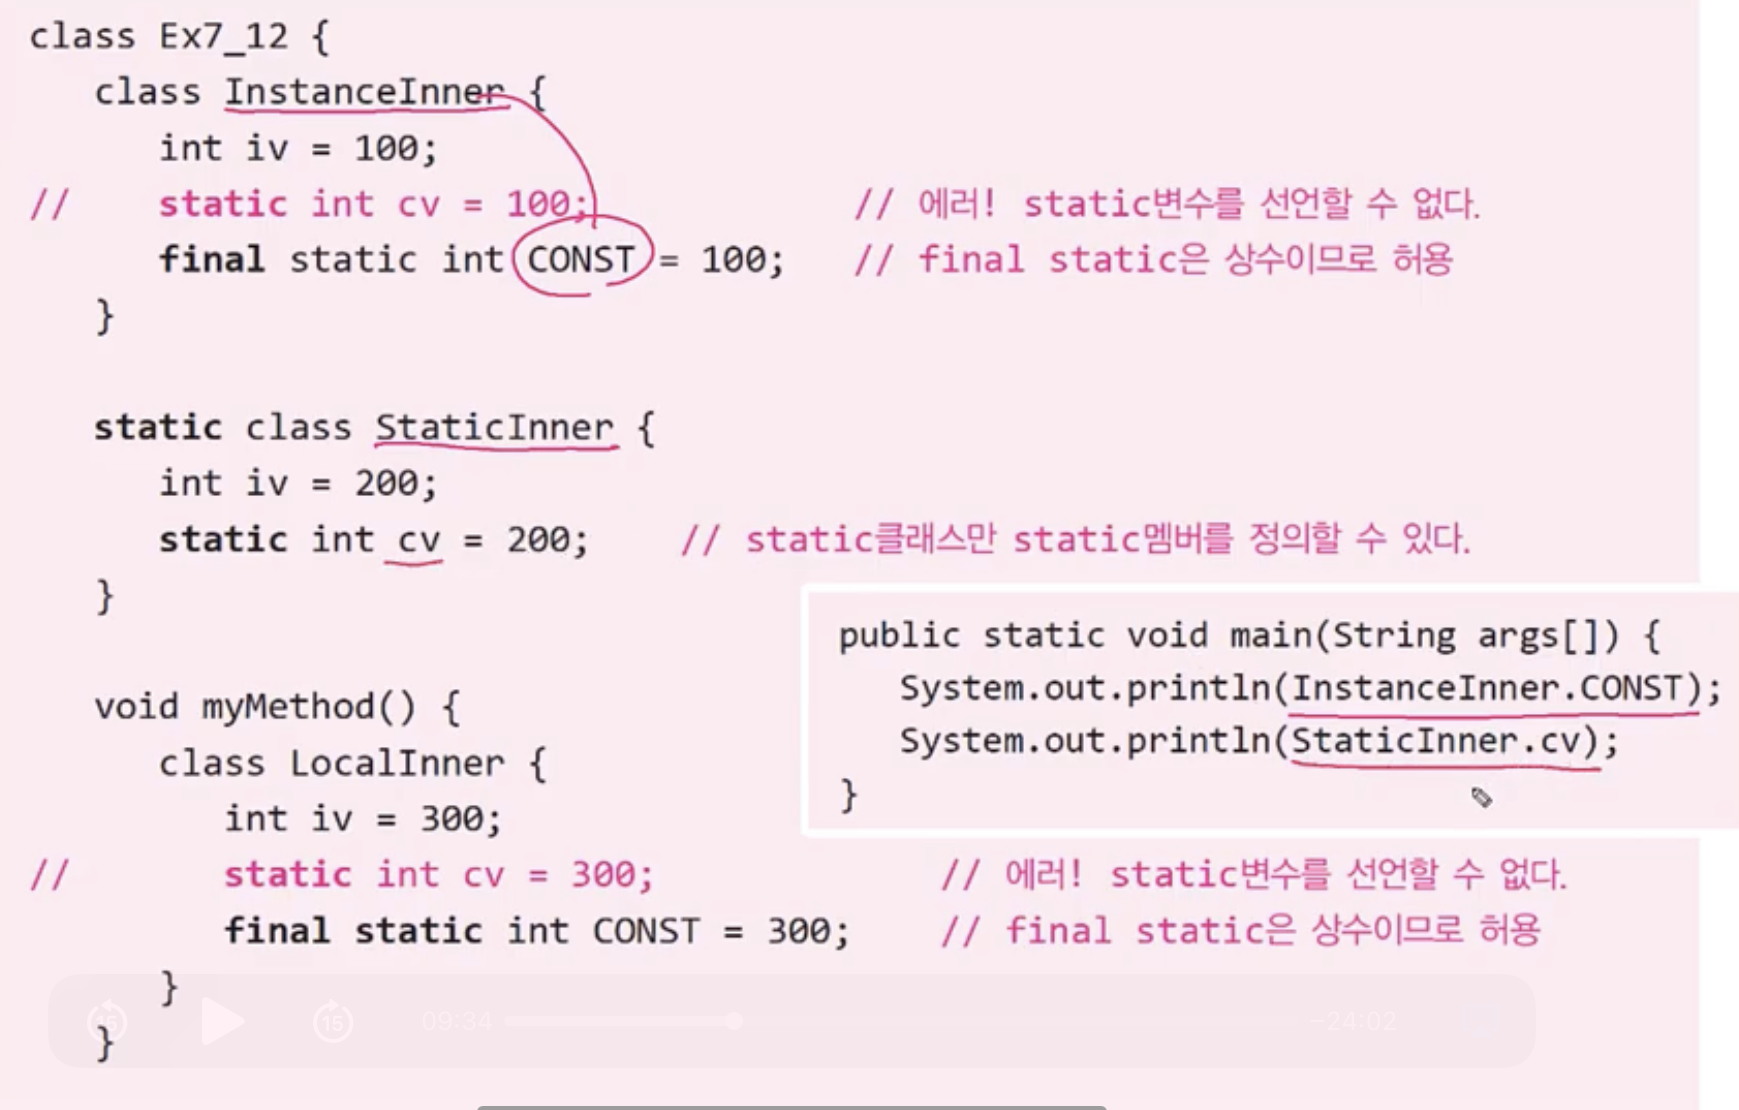 class Ex7_12 {
class InstanceInner {
int iv = 100;
// static int cv = 100; // 에러! static변수를 선언할 수 없다.
final static int CONST = 100; // final static은 상수이므로 허용
}
static class StaticInner {
int iv = 200;
static int cv = 200; // static클래스만 static멤버를 정의할 수 있다.
}
void myMethod() {
class LocalInner {
int iv = 300;
// static int cv = 300; // 에러! static변수를 선언할 수 없다.
final static int CONST = 300; // final static은 상수이므로 허용
}
}
public static void main(String args[]) {
System.out.println(InstanceInner.CONST);
System.out.println(StaticInner.cv);
}
15
15
09:34
-24:02